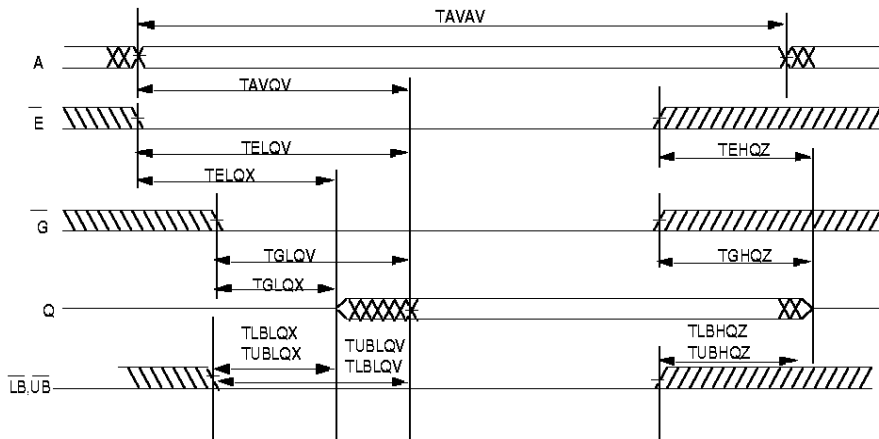 TAVAV
A
TAVQV
E
TELQV
TEHQZ
TELQX
G
TGLQV
TGHQZ
TGLQX
Q
TLBLQX
TUBLQX
TUBLQV
TLBLQV
TLBHQZ
TUBHQZ
LB,UB